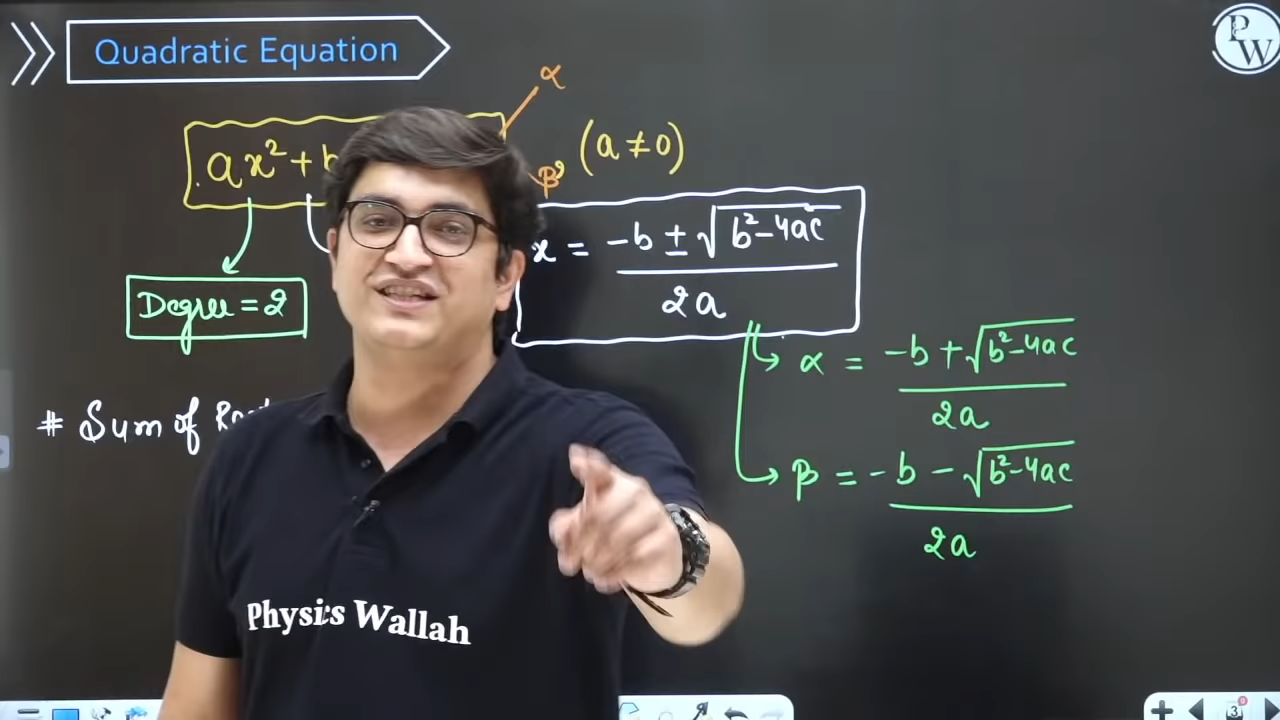 Quadratic Equation
PW
α
ax² + b
(a ≠ 0)
β
x = -b ± √b²-4ac
2a
Degree = 2
α = -b + √b²-4ac
2a
# Sum of
β = -b - √b²-4ac
2a
Physics Wallah